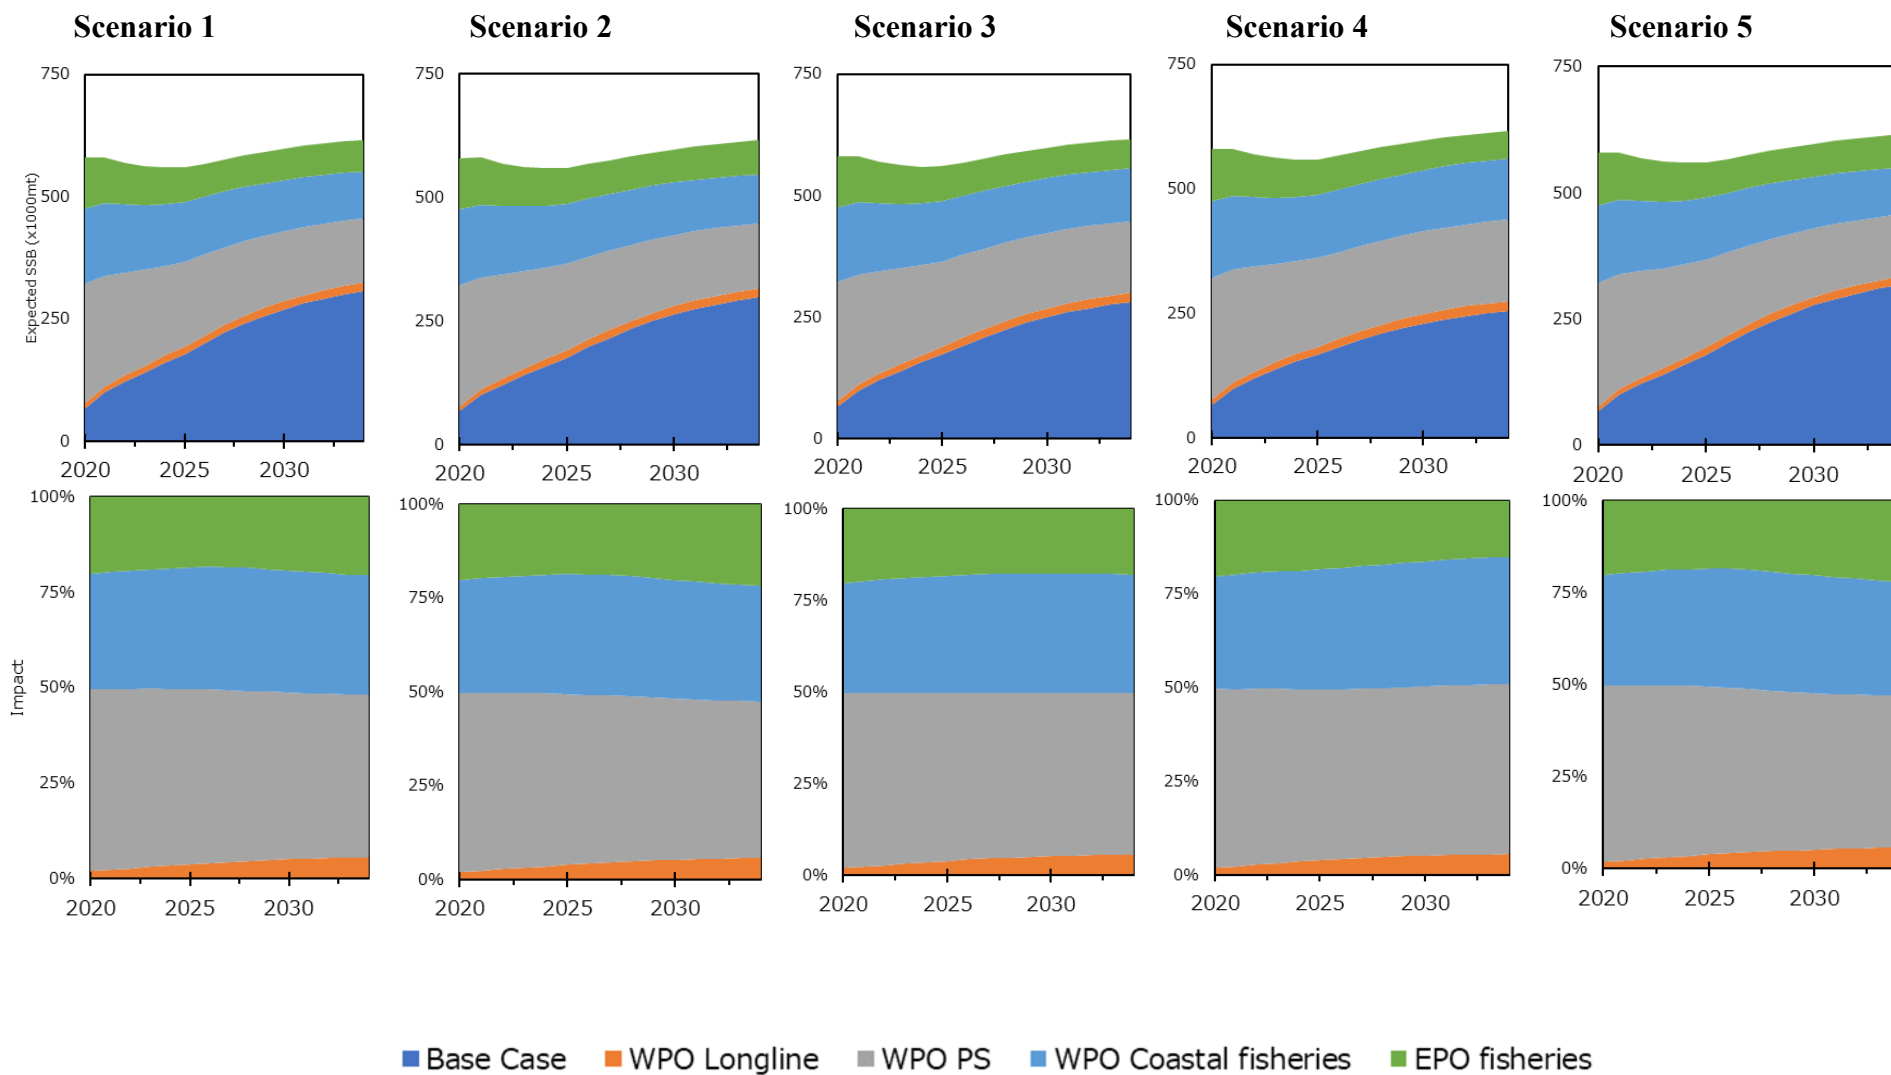 Scenario 1 Scenario 2 Scenario 3 Scenario 4 Scenario 5
Expected SSB (x1000mt)
750 750 750 750 750
500 500 500 500 500
250 250 250 250 250
0 0 0 0 0
2020 2025 2030 2020 2025 2030 2020 2025 2030 2020 2025 2030 2020 2025 2030
Impact
100% 100% 100% 100% 100%
75% 75% 75% 75% 75%
50% 50% 50% 50% 50%
25% 25% 25% 25% 25%
0% 0% 0% 0% 0%
2020 2025 2030 2020 2025 2030 2020 2025 2030 2020 2025 2030 2020 2025 2030
Base Case WPO Longline WPO PS WPO Coastal fisheries EPO fisheries